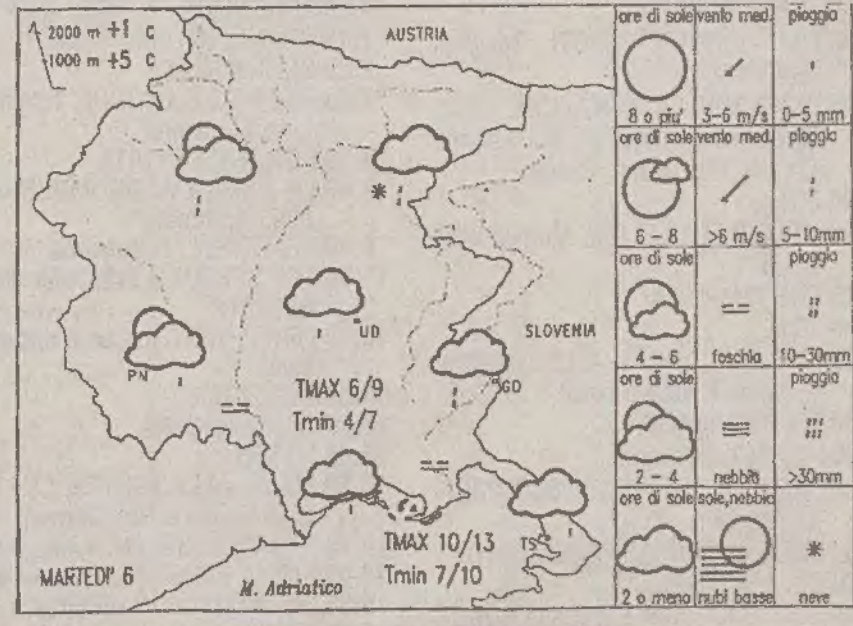 2000 m +1 C
1000 m +5 C
AUSTRIA
UD
SLOVENIA
PN
GO
TMAX 6/9
Tmin 4/7
TMAX 10/13
Tmin 7/10
TS
MARTEDI' 6
M. Adriatico
ore di sole vento med. pioggia
8 o piu' 3-6 m/s 0-5 mm
ore di sole vento med. pioggia
6 - 8 >6 m/s 5-10mm
ore di sole pioggia
4 - 6 foschia 10-30mm
ore di sole pioggia
2 - 4 nebbia >30mm
ore di sole sole,nebbia
2 o meno nubi basse neve